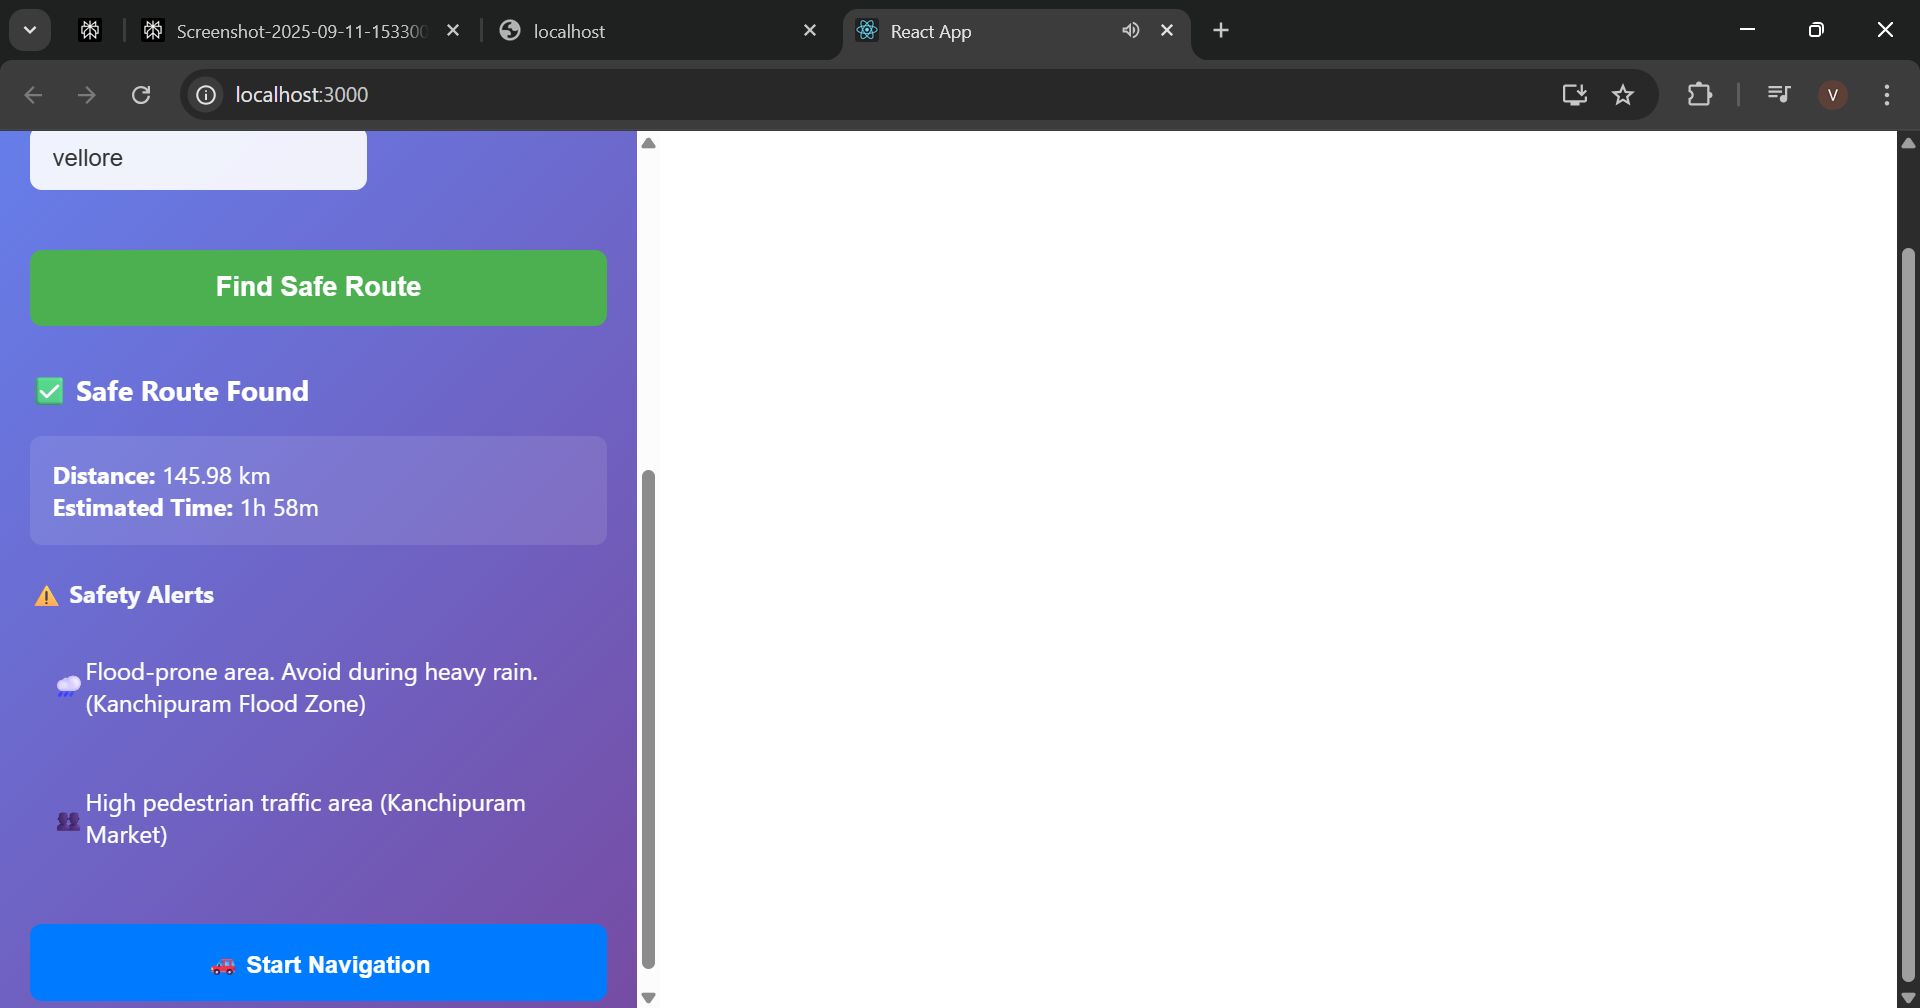 Screenshot-2025-09-11-153300
localhost
React App
localhost:3000
V
vellore
Find Safe Route
Safe Route Found
Distance: 145.98 km
Estimated Time: 1h 58m
Safety Alerts
Flood-prone area. Avoid during heavy rain.
(Kanchipuram Flood Zone)
High pedestrian traffic area (Kanchipuram
Market)
Start Navigation